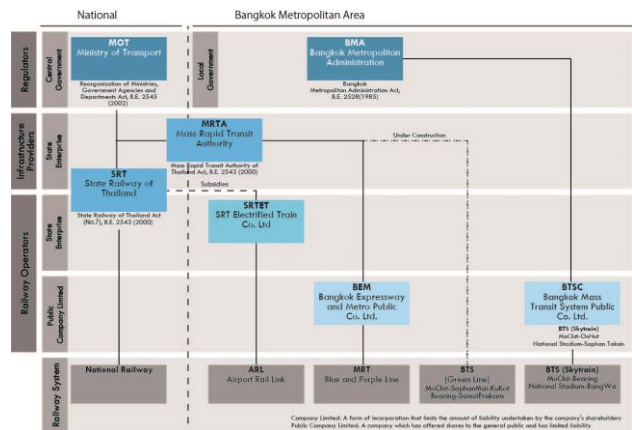 National
Bangkok Metropolitan Area
Regulators
Central
Government
MOT
Ministry of Transport
Reorganisation of Ministries,
Government Agencies and
Departments Act, B.E. 2545
(2002)
Local
Government
BMA
Bangkok Metropolitan
Administration
Bangkok
Metropolitan Administration Act,
B.E. 2528(1985)
Infrastructure
Providers
State
Enterprise
MRTA
Mass Rapid Transit
Authority
Mass Rapid Transit Authority of
Thailand Act, B.E. 2543 (2000)
Under Construction
SRT
State Railway of
Thailand
State Railway of Thailand Act
(No.7), B.E. 2543 (2000)
Subsidies
Railway Operators
State
Enterprise
SRTET
SRT Electrified Train
Co. Ltd
Public
Company Limited
BEM
Bangkok Expressway
and Metro Public
Co. Ltd.
BTSC
Bangkok Mass
Transit System Public
Co. Ltd.
BTS (Skytrain)
MoChit-OnNut
National Stadium-Saphan Taksin
Railway System
National Railway
ARL
Airport Rail Link
MRT
Blue and Purple Line
BTS
(Green Line)
MoChit-SaphanMai-KuKot
Bearing-SamutPrakarn
BTS (Skytrain)
MoChit-Bearing
National Stadium-BangWa
Company Limited: A form of incorporation that limits the amount of liability undertaken by the company's shareholders
Public Company Limited: A company which has offered shares to the general public and has limited liability